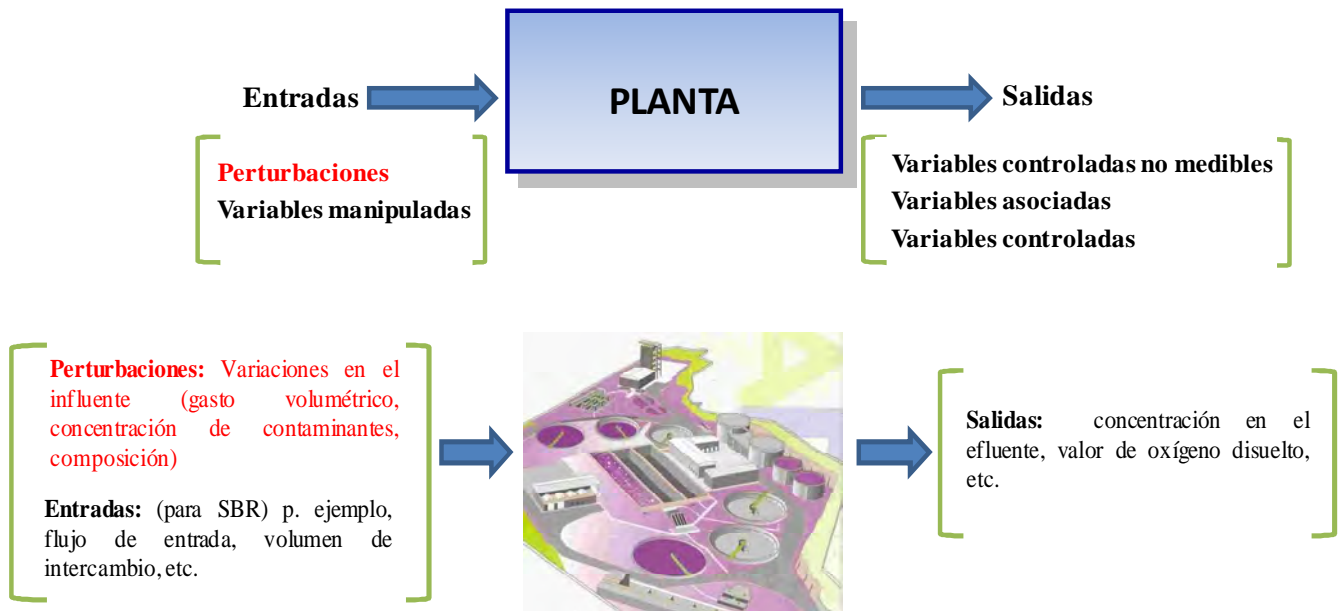 Entradas
PLANTA
Salidas
Perturbaciones
Variables manipuladas
Variables controladas no medibles
Variables asociadas
Variables controladas
Perturbaciones: Variaciones en el
influente (gasto volumétrico,
concentración de contaminantes,
composición)
Entradas: (para SBR) p. ejemplo,
flujo de entrada, volumen de
intercambio, etc.
Salidas: concentración en el
efluente, valor de oxígeno disuelto,
etc.